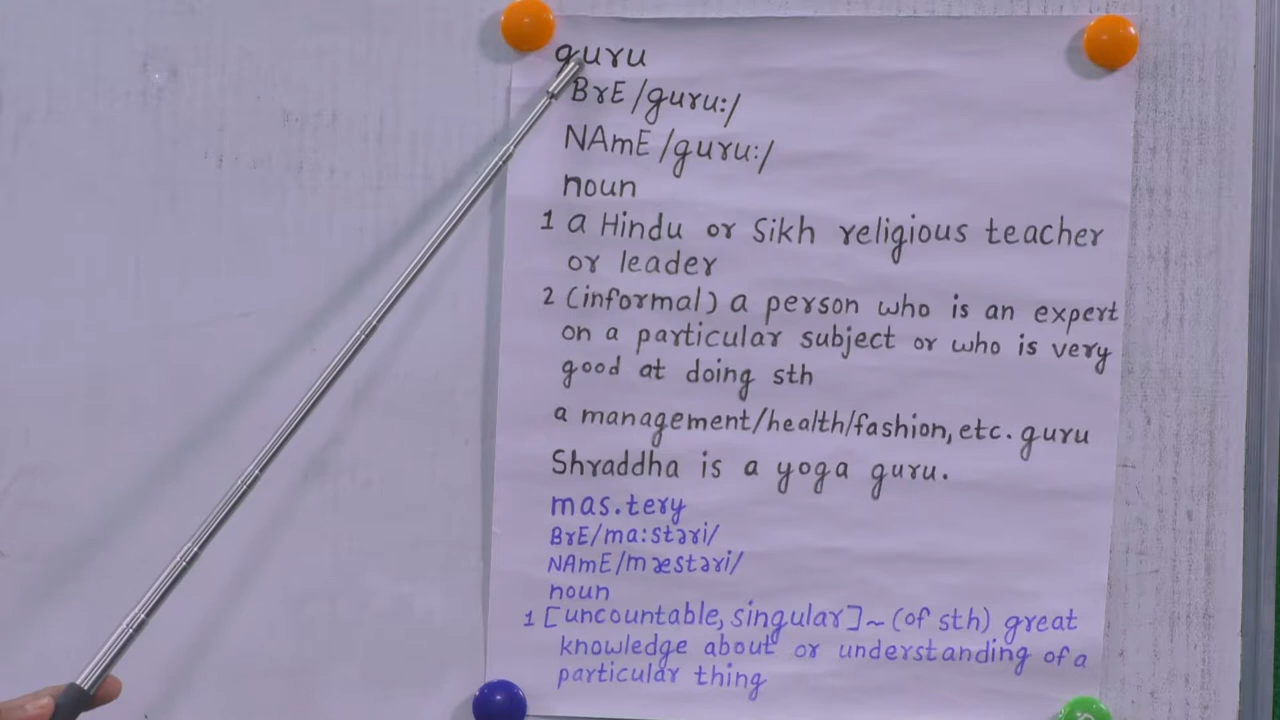 guru
BrE/guru:/
NAmE/guru:/
noun
1 a Hindu or Sikh religious teacher
or leader
2 (informal) a person who is an expert
on a particular subject or who is very
good at doing sth
a management/health/fashion, etc. guru
Shraddha is a yoga guru.
mas.tery
BrE/ma:stəri/
NAmE/mæstəri/
noun
1 [uncountable, singular]~(of sth) great
knowledge about or understanding of a
particular thing